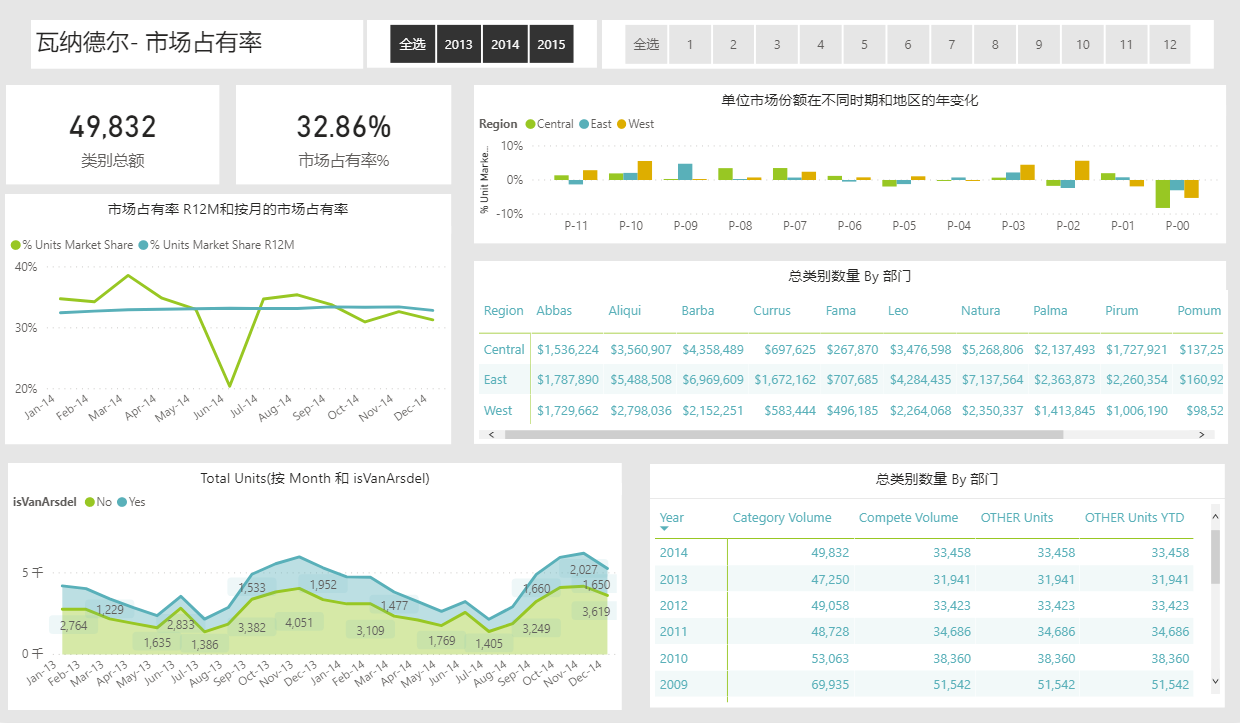 瓦纳德尔- 市场占有率
全选 2013 2014 2015
全选 1 2 3 4 5 6 7 8 9 10 11 12
49,832
类别总额
32.86%
市场占有率%
单位市场份额在不同时期和地区的年变化
Region Central East West
% Unit Marke...
10%
0%
-10%
P-11 P-10 P-09 P-08 P-07 P-06 P-05 P-04 P-03 P-02 P-01 P-00
市场占有率 R12M和按月的市场占有率
% Units Market Share % Units Market Share R12M
40%
30%
20%
Jan-14 Feb-14 Mar-14 Apr-14 May-14 Jun-14 Jul-14 Aug-14 Sep-14 Oct-14 Nov-14 Dec-14
总类别数量 By 部门
Region Abbas Aliqui Barba Currus Fama Leo Natura Palma Pirum Pomum
Central $1,536,224 $3,560,907 $4,358,489 $697,625 $267,870 $3,476,598 $5,268,806 $2,137,493 $1,727,921 $137,25
East $1,787,890 $5,488,508 $6,969,609 $1,672,162 $707,685 $4,284,435 $7,137,564 $2,363,873 $2,260,354 $160,92
West $1,729,662 $2,798,036 $2,152,251 $583,444 $496,185 $2,264,068 $2,350,337 $1,413,845 $1,006,190 $98,52
Total Units(按 Month 和 isVanArsdel)
isVanArsdel No Yes
5 千
0 千
1,229 1,533 1,952 1,477 1,660 2,027 1,650
2,764 1,635 2,833 1,386 3,382 4,051 3,109 1,769 1,405 3,249 3,619
Jan-13 Feb-13 Mar-13 Apr-13 May-13 Jun-13 Jul-13 Aug-13 Sep-13 Oct-13 Nov-13 Dec-13 Jan-14 Feb-14 Mar-14 Apr-14 May-14 Jun-14 Jul-14 Aug-14 Sep-14 Oct-14 Nov-14 Dec-14
总类别数量 By 部门
Year Category Volume Compete Volume OTHER Units OTHER Units YTD
2014 49,832 33,458 33,458 33,458
2013 47,250 31,941 31,941 31,941
2012 49,058 33,423 33,423 33,423
2011 48,728 34,686 34,686 34,686
2010 53,063 38,360 38,360 38,360
2009 69,935 51,542 51,542 51,542